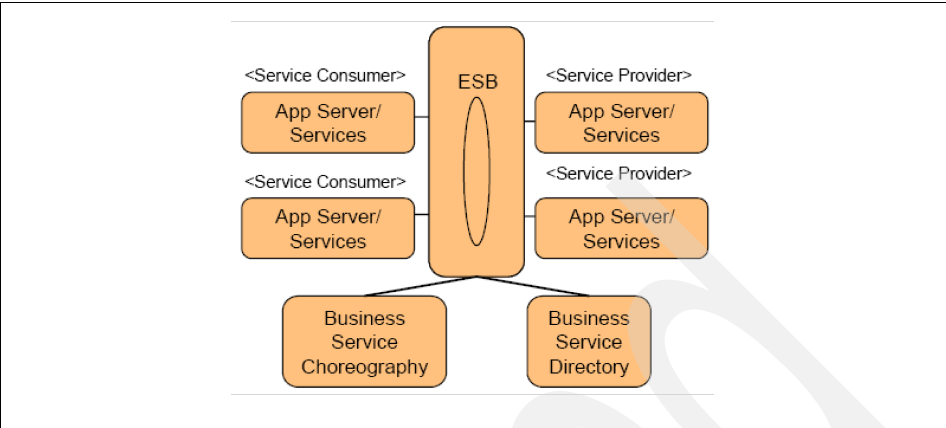 ESB
<Service Consumer>
App Server/
Services
<Service Provider>
App Server/
Services
<Service Consumer>
App Server/
Services
<Service Provider>
App Server/
Services
Business
Service
Choreography
Business
Service
Directory